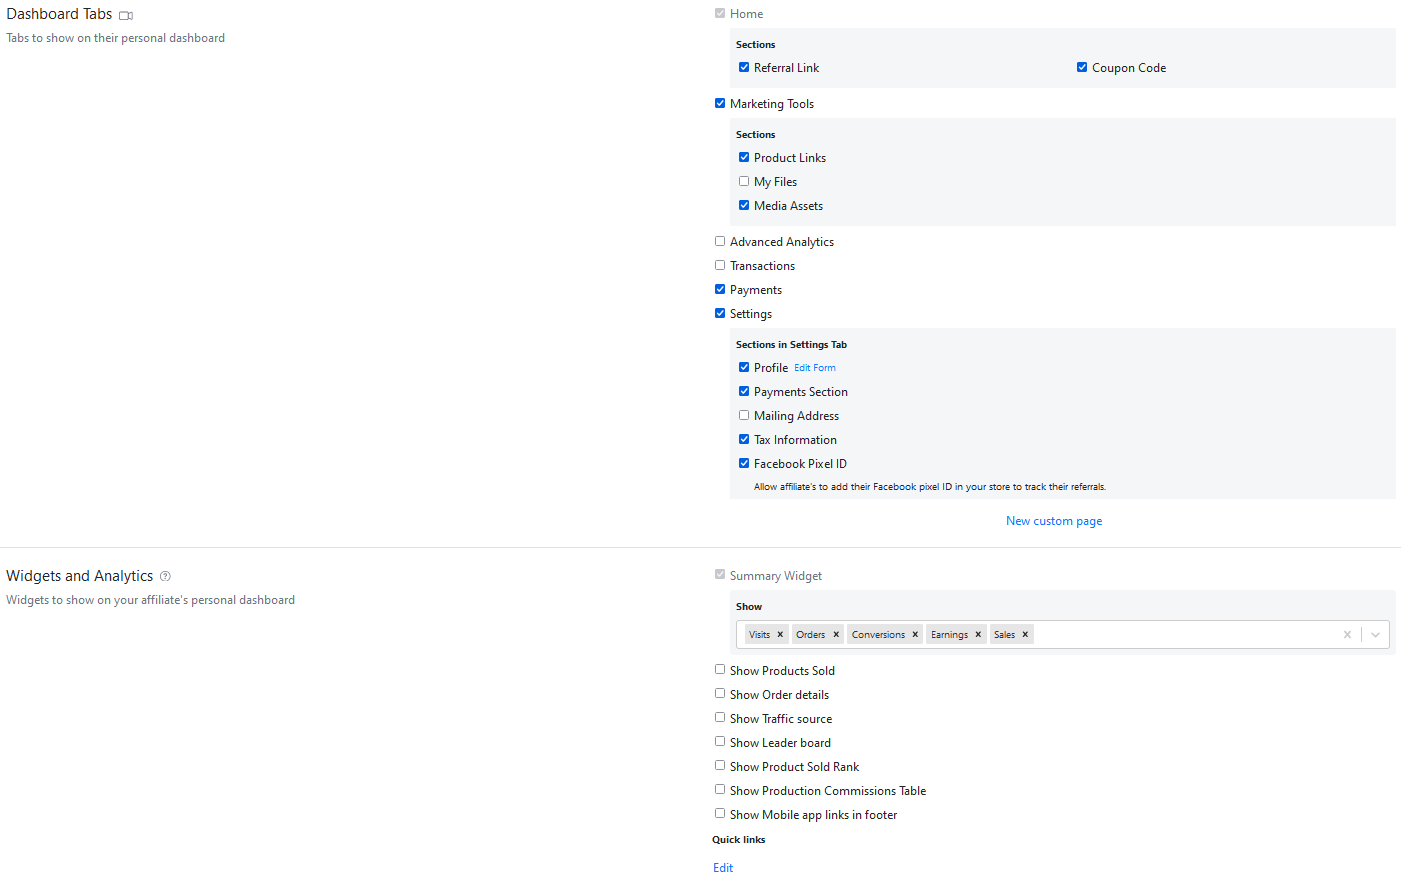 Dashboard Tabs
Tabs to show on their personal dashboard
Home
Sections
Referral Link
Coupon Code
Marketing Tools
Sections
Product Links
My Files
Media Assets
Advanced Analytics
Transactions
Payments
Settings
Sections in Settings Tab
Profile Edit Form
Payments Section
Mailing Address
Tax Information
Facebook Pixel ID
Allow affiliate's to add their Facebook pixel ID in your store to track their referrals.
New custom page
Widgets and Analytics
Widgets to show on your affiliate's personal dashboard
Summary Widget
Show
Visits Orders Conversions Earnings Sales
Show Products Sold
Show Order details
Show Traffic source
Show Leader board
Show Product Sold Rank
Show Production Commissions Table
Show Mobile app links in footer
Quick links
Edit